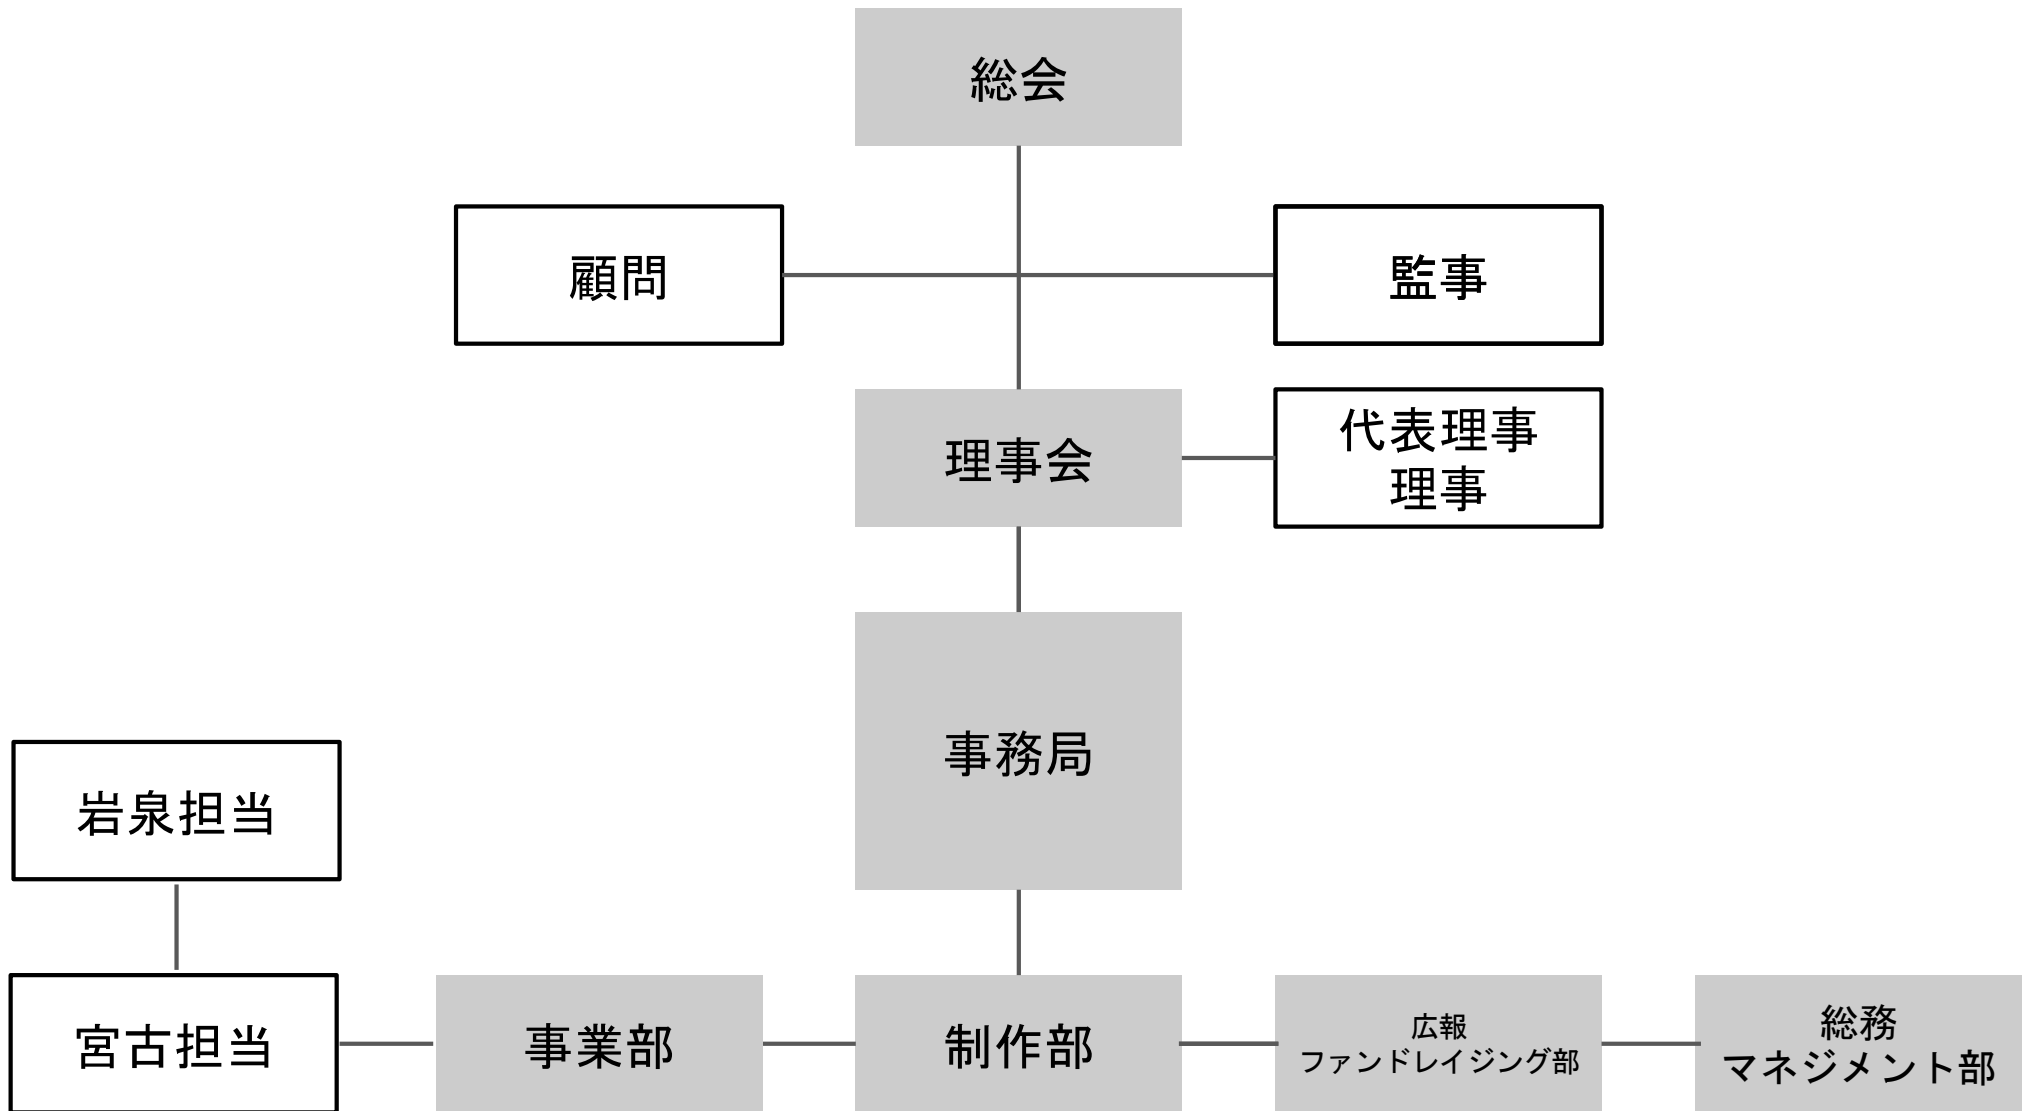 総会
顧問
監事
理事会
代表理事
理事
事務局
岩泉担当
宮古担当
事業部
制作部
広報
ファンドレイジング部
総務
マネジメント部